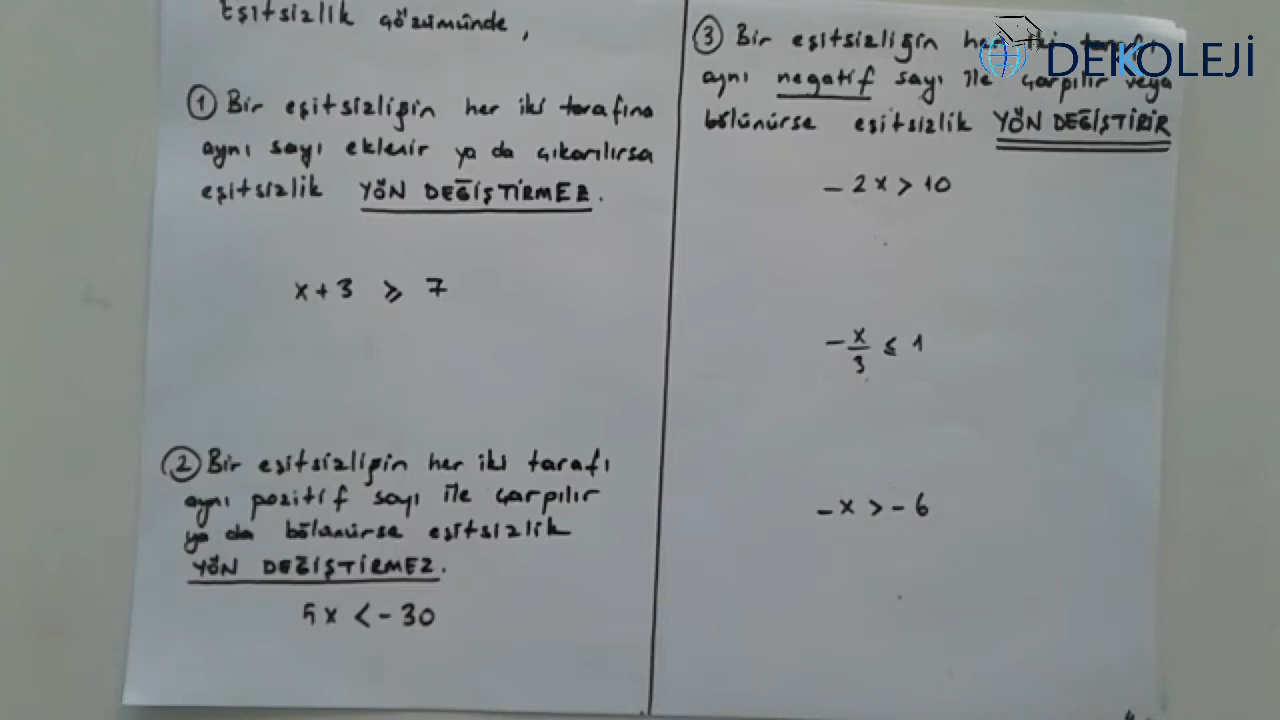 Eşitsizlik çözümünde,
① Bir eşitsizliğin her iki tarafına
aynı sayı eklenir ya da çıkarılırsa
eşitsizlik YÖN DEĞİŞTİRMEZ.
x + 3 ⩾ 7
② Bir eşitsizliğin her iki tarafı
aynı pozitif sayı ile çarpılır
ya da bölünürse eşitsizlik
YÖN DEĞİŞTİRMEZ.
5x < - 30
③ Bir eşitsizliğin her iki tarafı
aynı negatif sayı ile çarpılır veya
bölünürse eşitsizlik YÖN DEĞİŞTİRİR
- 2x > 10
- x/3 ≤ 1
- x > - 6
DEKOLEJİ